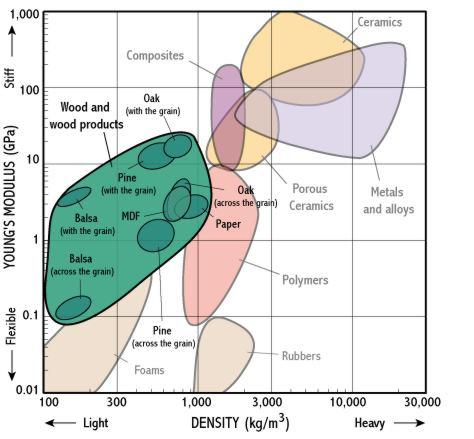 1,000
100
10
1
0.1
0.01
Stiff
YOUNG'S MODULUS (GPa)
Flexible
Ceramics
Composites
Wood and
wood products
Oak
(with the grain)
Pine
(with the grain)
Oak
(across the grain)
Porous
Ceramics
Metals
and alloys
Balsa
(with the grain)
MDF
Paper
Balsa
(across the grain)
Polymers
Pine
(across the grain)
Foams
Rubbers
100
300
1,000
3,000
10,000
30,000
Light
DENSITY (kg/m³)
Heavy